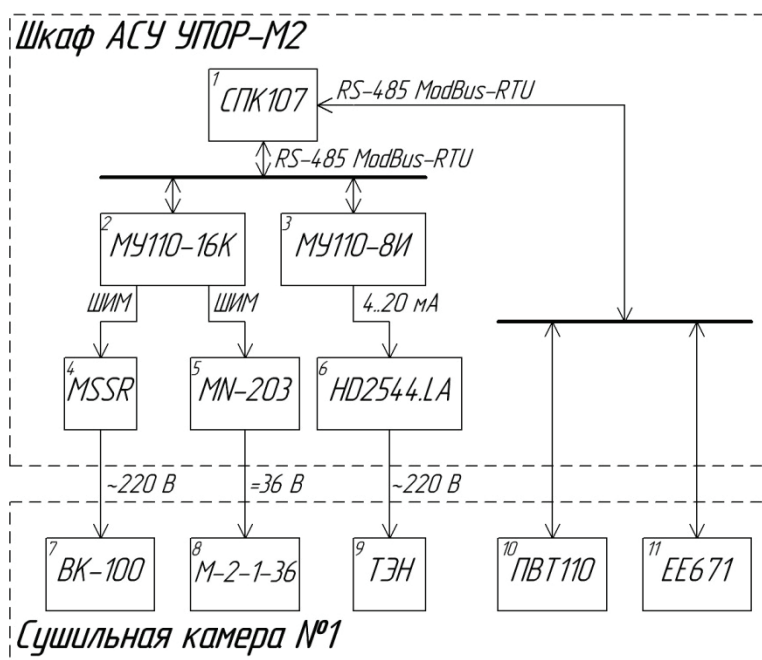 Шкаф АСУ УПОР-М2
1
СПК107
RS-485 ModBus-RTU
RS-485 ModBus-RTU
2
МУ110-16К
3
МУ110-8И
ШИМ
ШИМ
4..20 мА
4
MSSR
5
MN-203
6
HD2544.LA
~220 В
=36 В
~220 В
7
ВК-100
8
М-2-1-36
9
ТЭН
10
ПВТ110
11
EE671
Сушильная камера №1